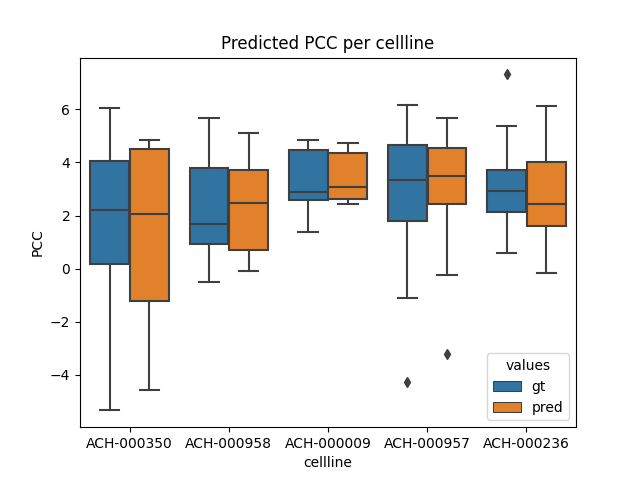 Predicted PCC per cellline
PCC
6
4
2
0
−2
−4
ACH-000350 ACH-000958 ACH-000009 ACH-000957 ACH-000236
cellline
values
gt
pred